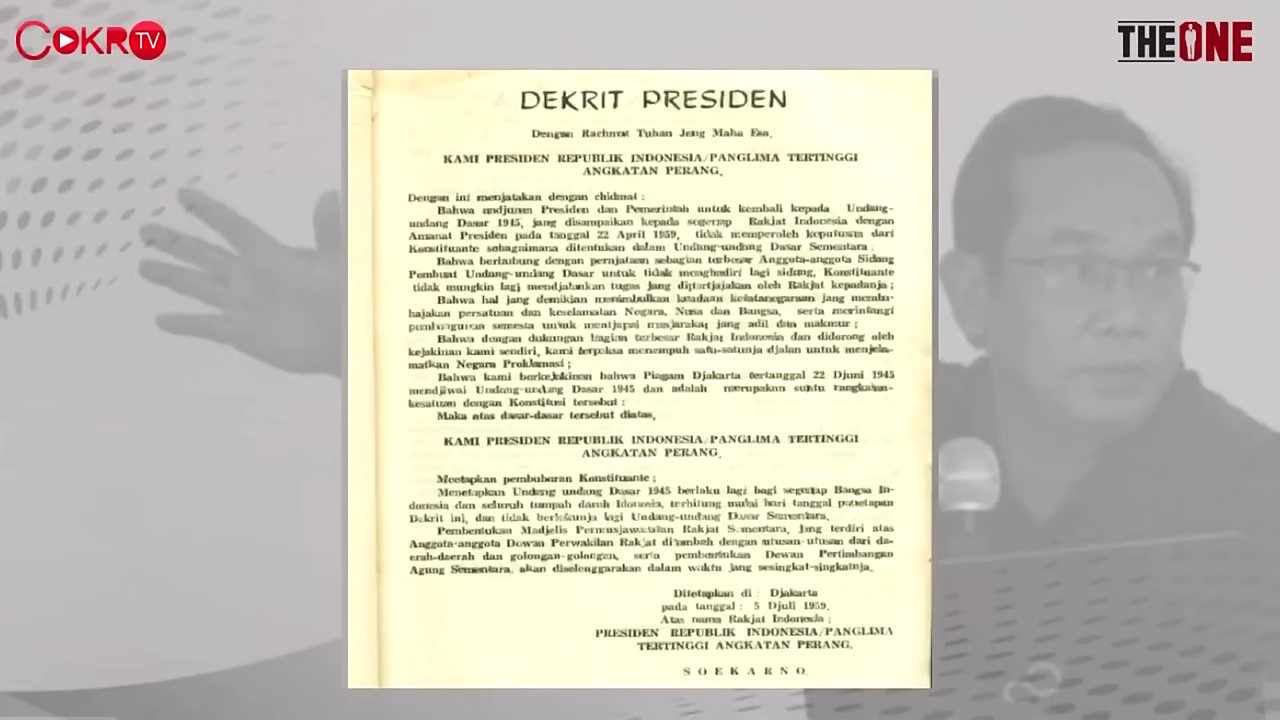 COKRO TV
THE ONE
DEKRIT PRESIDEN
Dengan Rachmat Tuhan Jang Maha Esa,
KAMI PRESIDEN REPUBLIK INDONESIA/PANGLIMA TERTINGGI
ANGKATAN PERANG,
Dengan ini menjatakan dengan chidmat :
Bahwa andjuran Presiden dan Pemerintah untuk kembali kepada Undang-
undang Dasar 1945, jang disampaikan kepada segenap Rakjat Indonesia dengan
Amanat Presiden pada tanggal 22 April 1959, tidak memperoleh keputusan dari
Konstituante sebagaimana ditentukan dalam Undang-undang Dasar Sementara ;
Bahwa berhubung dengan pernjataan sebagian terbesar Anggota-anggota Sidang
Pembuat Undang-undang Dasar untuk tidak menghadiri lagi sidang, Konstituante
tidak mungkin lagi mendjalankan tugas jang dipertjajakan oleh Rakjat kepadanja ;
Bahwa hal jang demikian menimbulkan keadaan ketatanegaraan jang memba-
hajakan persatuan dan keselamatan Negara, Nusa dan Bangsa, serta merintangi
pembangunan semesta untuk mentjapai masjarakat jang adil dan makmur ;
Bahwa dengan dukungan bagian terbesar Rakjat Indonesia dan didorong oleh
kejakinan kami sendiri, kami terpaksa menempuh satu-satunja djalan untuk menjela-
matkan Negara Proklamasi ;
Bahwa kami berkejakinan bahwa Piagam Djakarta tertanggal 22 Djuni 1945
mendjiwai Undang-undang Dasar 1945 dan adalah merupakan suatu rangkaian-
kesatuan dengan Konstitusi tersebut :
Maka atas dasar-dasar tersebut diatas,
KAMI PRESIDEN REPUBLIK INDONESIA/PANGLIMA TERTINGGI
ANGKATAN PERANG,
Menetapkan pembubaran Konstituante ;
Menetapkan Undang undang Dasar 1945 berlaku lagi bagi segenap Bangsa In-
donesia dan seluruh tumpah darah Idonesia, terhitung mulai hari tanggal penetapan
Dekrit ini, dan tidak berlakunja lagi Undang-undang Dasar Sementara.
Pembentukan Madjelis Permusjawaratan Rakjat Sementara, jang terdiri atas
Anggota-anggota Dewan Perwakilan Rakjat ditambah dengan utusan-utusan dari da-
erah-daerah dan golongan-golongan, serta pembentukan Dewan Pertimbangan
Agung Sementara, akan diselenggarakan dalam waktu jang sesingkat-singkatnja.
Ditetapkan di : Djakarta
pada tanggal : 5 Djuli 1959.
Atas nama Rakjat Indonesia ;
PRESIDEN REPUBLIK INDONESIA/PANGLIMA
TERTINGGI ANGKATAN PERANG.
SOEKARNO